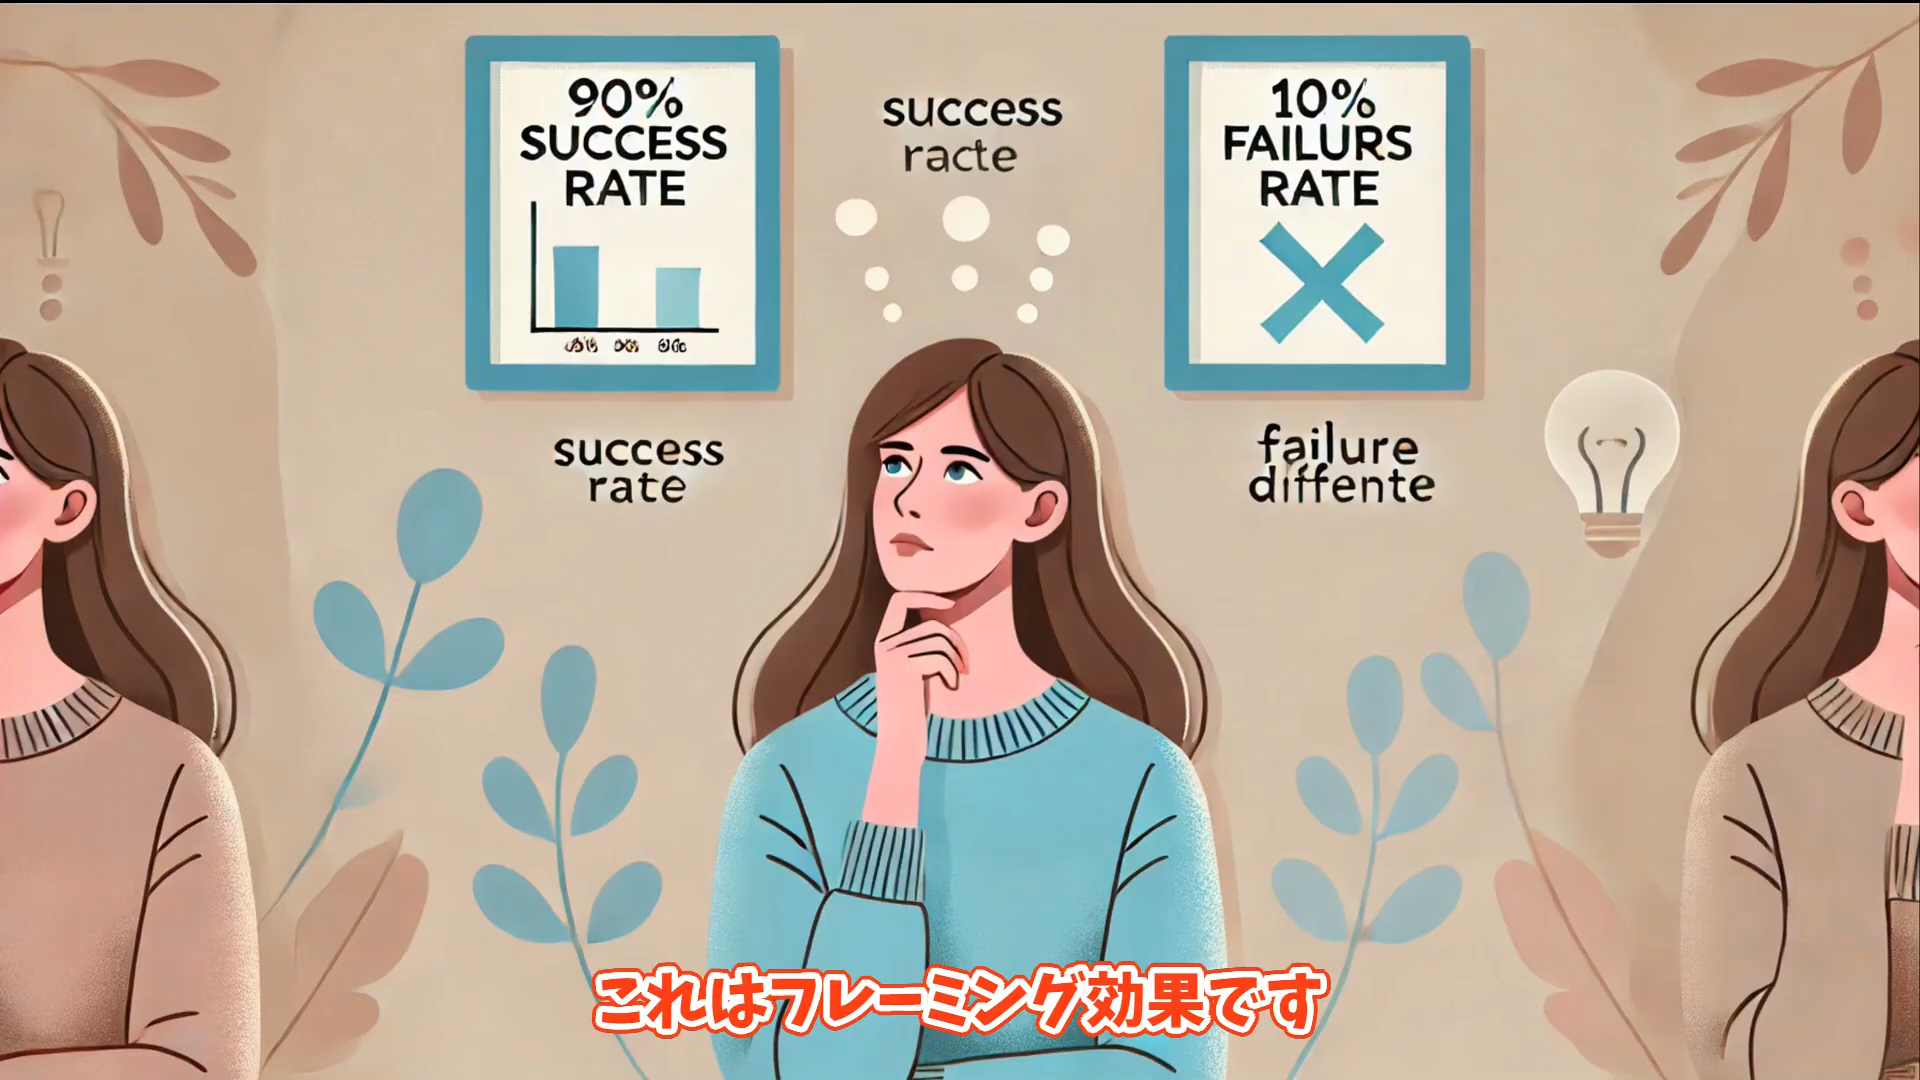 90%
SUCCESS
RATE
success
racte
10%
FAILURS
RATE
success
rate
failure
diffente
これはフレーミング効果です